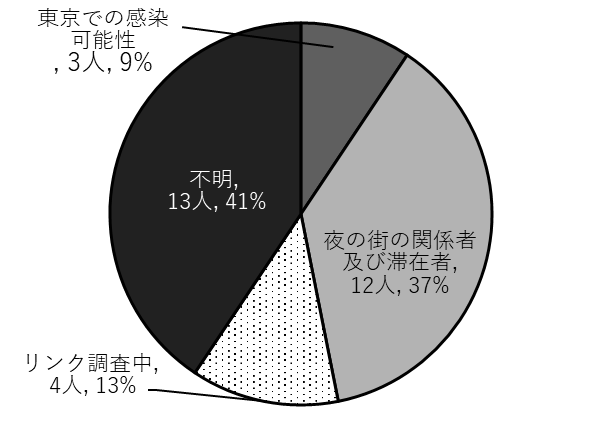 東京での感染
可能性
, 3人, 9%
不明,
13人, 41%
夜の街の関係者
及び滞在者,
12人, 37%
リンク調査中,
4人, 13%